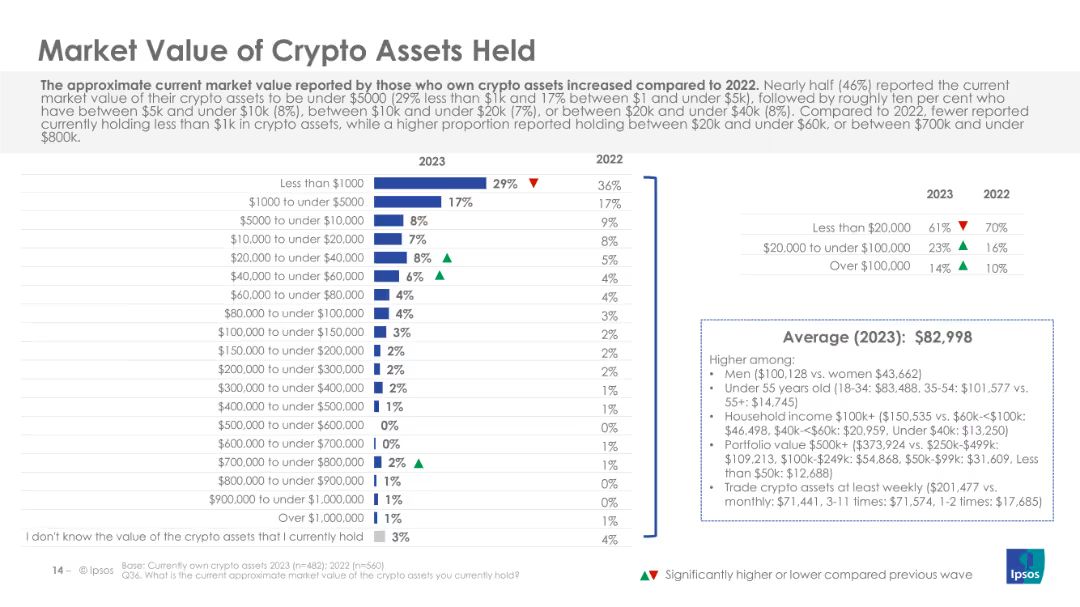 Market Value of Crypto Assets Held
The approximate current market value reported by those who own crypto assets increased compared to 2022. Nearly half (46%) reported the current
market value of their crypto assets to be under $5000 (29% less than $1k and 17% between $1 and under $5k), followed by roughly ten per cent who
have between $5k and under $10k (8%), between $10k and under $20k (7%), or between $20k and under $40k (8%). Compared to 2022, fewer reported
currently holding less than $1k in crypto assets, while a higher proportion reported holding between $20k and under $60k, or between $700k and under
$800k.
2023 2022
Less than $1000 29% ▼ 36%
$1000 to under $5000 17% 17%
$5000 to under $10,000 8% 9%
$10,000 to under $20,000 7% 8%
$20,000 to under $40,000 8% ▲ 5%
$40,000 to under $60,000 6% ▲ 4%
$60,000 to under $80,000 4% 4%
$80,000 to under $100,000 4% 3%
$100,000 to under $150,000 3% 2%
$150,000 to under $200,000 2% 2%
$200,000 to under $300,000 2% 2%
$300,000 to under $400,000 2% 1%
$400,000 to under $500,000 1% 1%
$500,000 to under $600,000 0% 0%
$600,000 to under $700,000 0% 1%
$700,000 to under $800,000 2% ▲ 1%
$800,000 to under $900,000 1% 0%
$900,000 to under $1,000,000 1% 0%
Over $1,000,000 1% 1%
I don't know the value of the crypto assets that I currently hold 3% 4%
2023 2022
Less than $20,000 61% ▼ 70%
$20,000 to under $100,000 23% ▲ 16%
Over $100,000 14% ▲ 10%
Average (2023): $82,998
Higher among:
• Men ($100,128 vs. women $43,662)
• Under 55 years old (18-34: $83,488, 35-54: $101,577 vs.
55+: $14,745)
• Household income $100k+ ($150,535 vs. $60k-<$100k:
$46,498, $40k-<$60k: $20,959, Under $40k: $13,250)
• Portfolio value $500k+ ($373,924 vs. $250k-$499k:
$109,213, $100k-$249k: $54,868, $50k-$99k: $31,609, Less
than $50k: $12,688)
• Trade crypto assets at least weekly ($201,477 vs.
monthly: $71,441, 3-11 times: $71,574, 1-2 times: $17,685)
14 – © Ipsos
Base: Currently own crypto assets 2023 (n=482); 2022 (n=560)
Q36. What is the current approximate market value of the crypto assets you currently hold?
▲▼ Significantly higher or lower compared previous wave
Ipsos